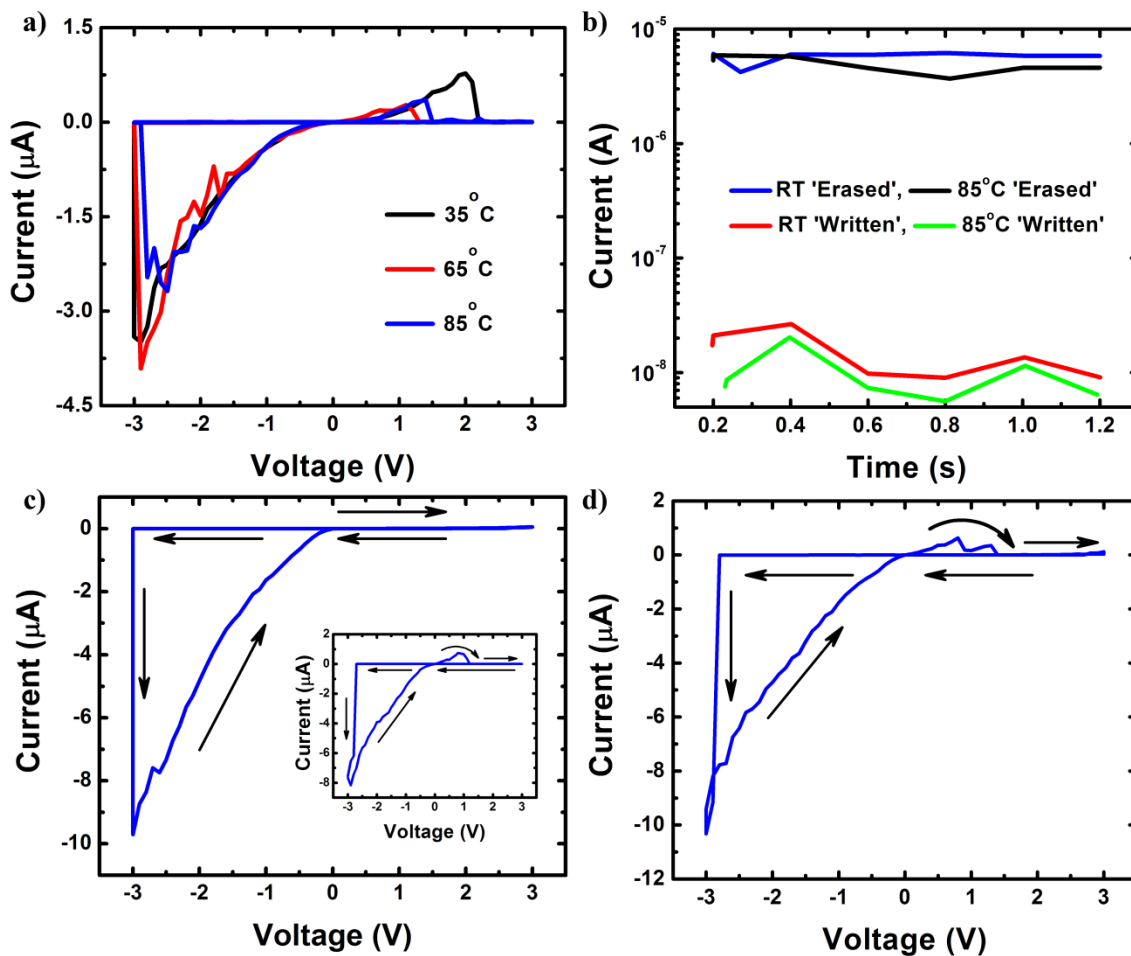 a)
1.5
0.0
-1.5
-3.0
-4.5
Current (μA)
35°C
65°C
85°C
-3 -2 -1 0 1 2 3
Voltage (V)
b)
10⁻⁵
10⁻⁶
10⁻⁷
10⁻⁸
Current (A)
RT 'Erased', 85°C 'Erased'
RT 'Written', 85°C 'Written'
0.2 0.4 0.6 0.8 1.0 1.2
Time (s)
c)
0
-2
-4
-6
-8
-10
Current (μA)
2
0
-2
-4
-6
-8
Current (μA)
-3 -2 -1 0 1 2 3
Voltage (V)
-3 -2 -1 0 1 2 3
Voltage (V)
d)
2
0
-2
-4
-6
-8
-10
-12
Current (μA)
-3 -2 -1 0 1 2 3
Voltage (V)